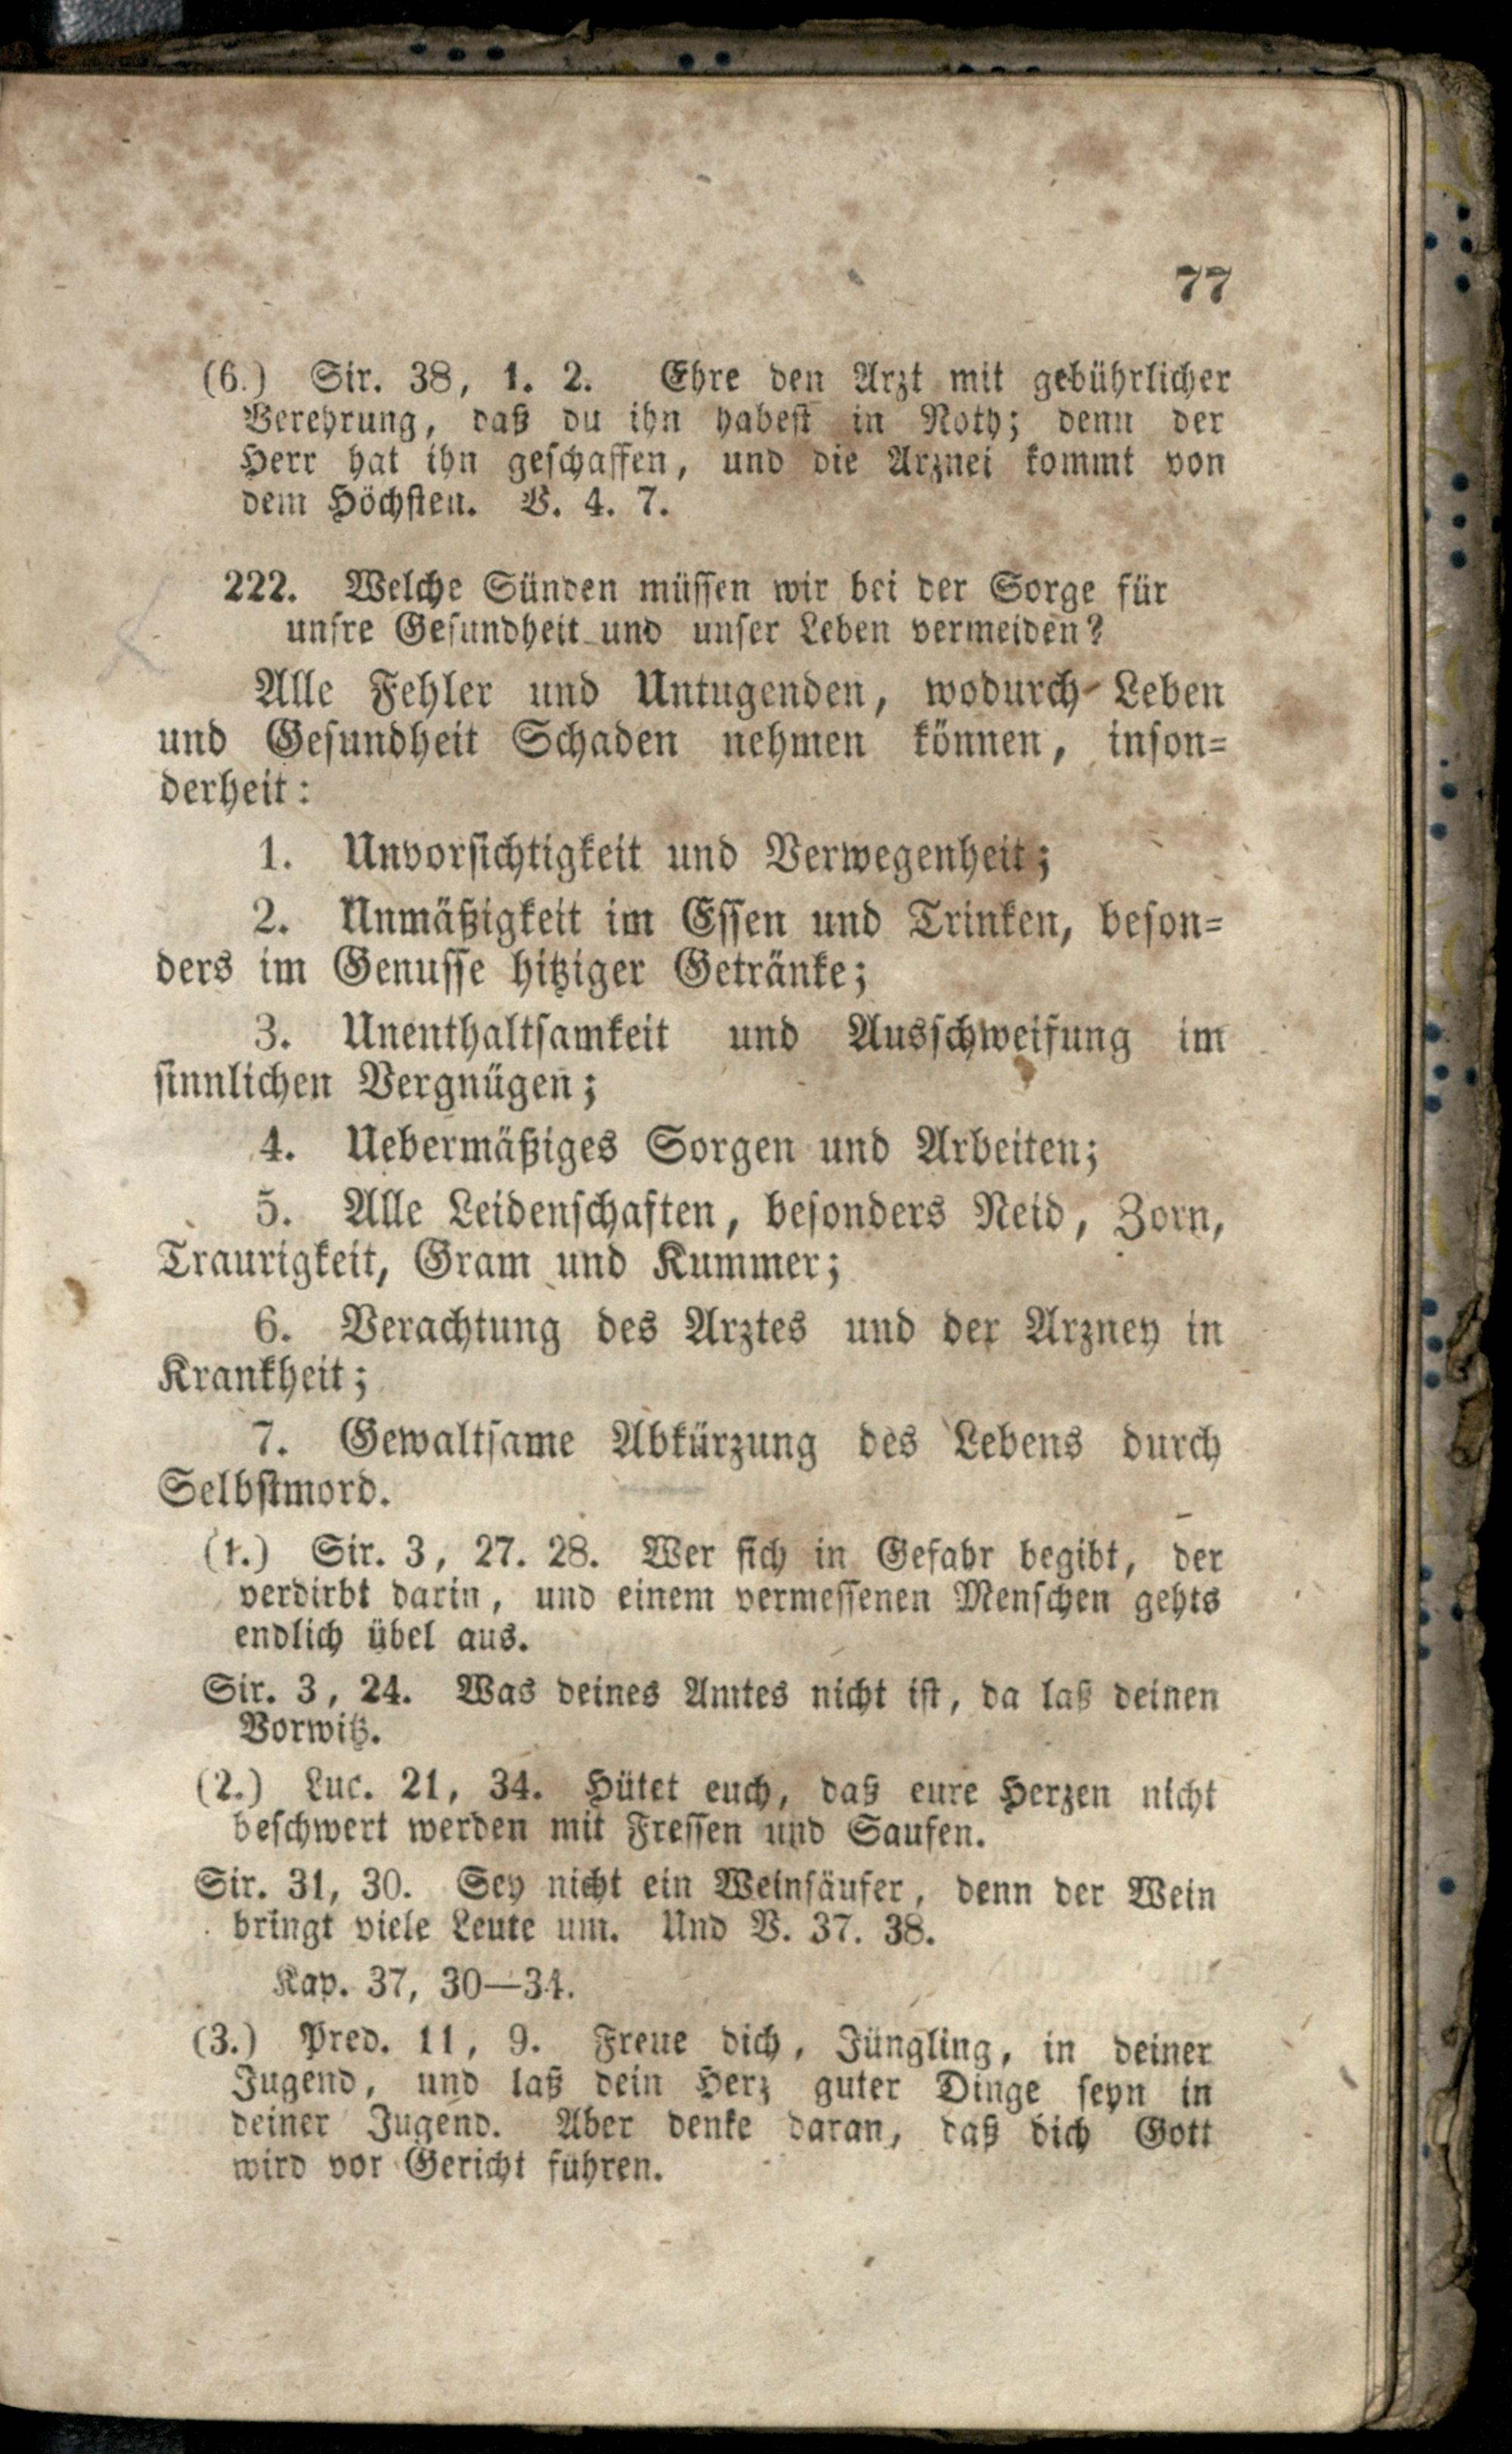 77
(6.) Sir. 38, 1. 2. Ehre den Arzt mit gebührlicher
Verehrung, daß du ihn habest in Noth; denn der
Herr hat ihn geschaffen, und die Arznei kommt von
dem Höchsten. V. 4. 7.
222. Welche Sünden müssen wir bei der Sorge für
unsre Gesundheit und unser Leben vermeiden?
Alle Fehler und Untugenden, wodurch Leben
und Gesundheit Schaden nehmen können, inson=
derheit:
1. Unvorsichtigkeit und Verwegenheit;
2. Unmäßigkeit im Essen und Trinken, beson=
ders im Genusse hitziger Getränke;
3. Unenthaltsamkeit und Ausschweifung im
sinnlichen Vergnügen;
4. Uebermäßiges Sorgen und Arbeiten;
5. Alle Leidenschaften, besonders Neid, Zorn,
Traurigkeit, Gram und Kummer;
6. Verachtung des Arztes und der Arzney in
Krankheit;
7. Gewaltsame Abkürzung des Lebens durch
Selbstmord.
(1.) Sir. 3, 27. 28. Wer sich in Gefahr begibt, der
verdirbt darin, und einem vermessenen Menschen gehts
endlich übel aus.
Sir. 3, 24. Was deines Amtes nicht ist, da laß deinen
Vorwitz.
(2.) Luc. 21, 34. Hütet euch, daß eure Herzen nicht
beschwert werden mit Fressen und Saufen.
Sir. 31, 30. Sey nicht ein Weinsäufer, denn der Wein
bringt viele Leute um. Und V. 37. 38.
Kap. 37, 30—34.
(3.) Pred. 11, 9. Freue dich, Jüngling, in deiner
Jugend, und laß dein Herz guter Dinge seyn in
deiner Jugend. Aber denke daran, daß dich Gott
wird vor Gericht führen.